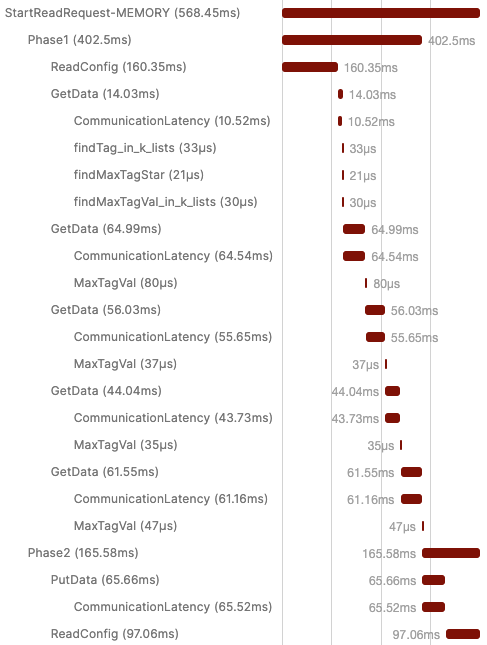 StartReadRequest-MEMORY (568.45ms)
Phase1 (402.5ms) 402.5ms
ReadConfig (160.35ms) 160.35ms
GetData (14.03ms) 14.03ms
CommunicationLatency (10.52ms) 10.52ms
findTag_in_k_lists (33µs) 33µs
findMaxTagStar (21µs) 21µs
findMaxTagVal_in_k_lists (30µs) 30µs
GetData (64.99ms) 64.99ms
CommunicationLatency (64.54ms) 64.54ms
MaxTagVal (80µs) 80µs
GetData (56.03ms) 56.03ms
CommunicationLatency (55.65ms) 55.65ms
MaxTagVal (37µs) 37µs
GetData (44.04ms) 44.04ms
CommunicationLatency (43.73ms) 43.73ms
MaxTagVal (35µs) 35µs
GetData (61.55ms) 61.55ms
CommunicationLatency (61.16ms) 61.16ms
MaxTagVal (47µs) 47µs
Phase2 (165.58ms) 165.58ms
PutData (65.66ms) 65.66ms
CommunicationLatency (65.52ms) 65.52ms
ReadConfig (97.06ms) 97.06ms